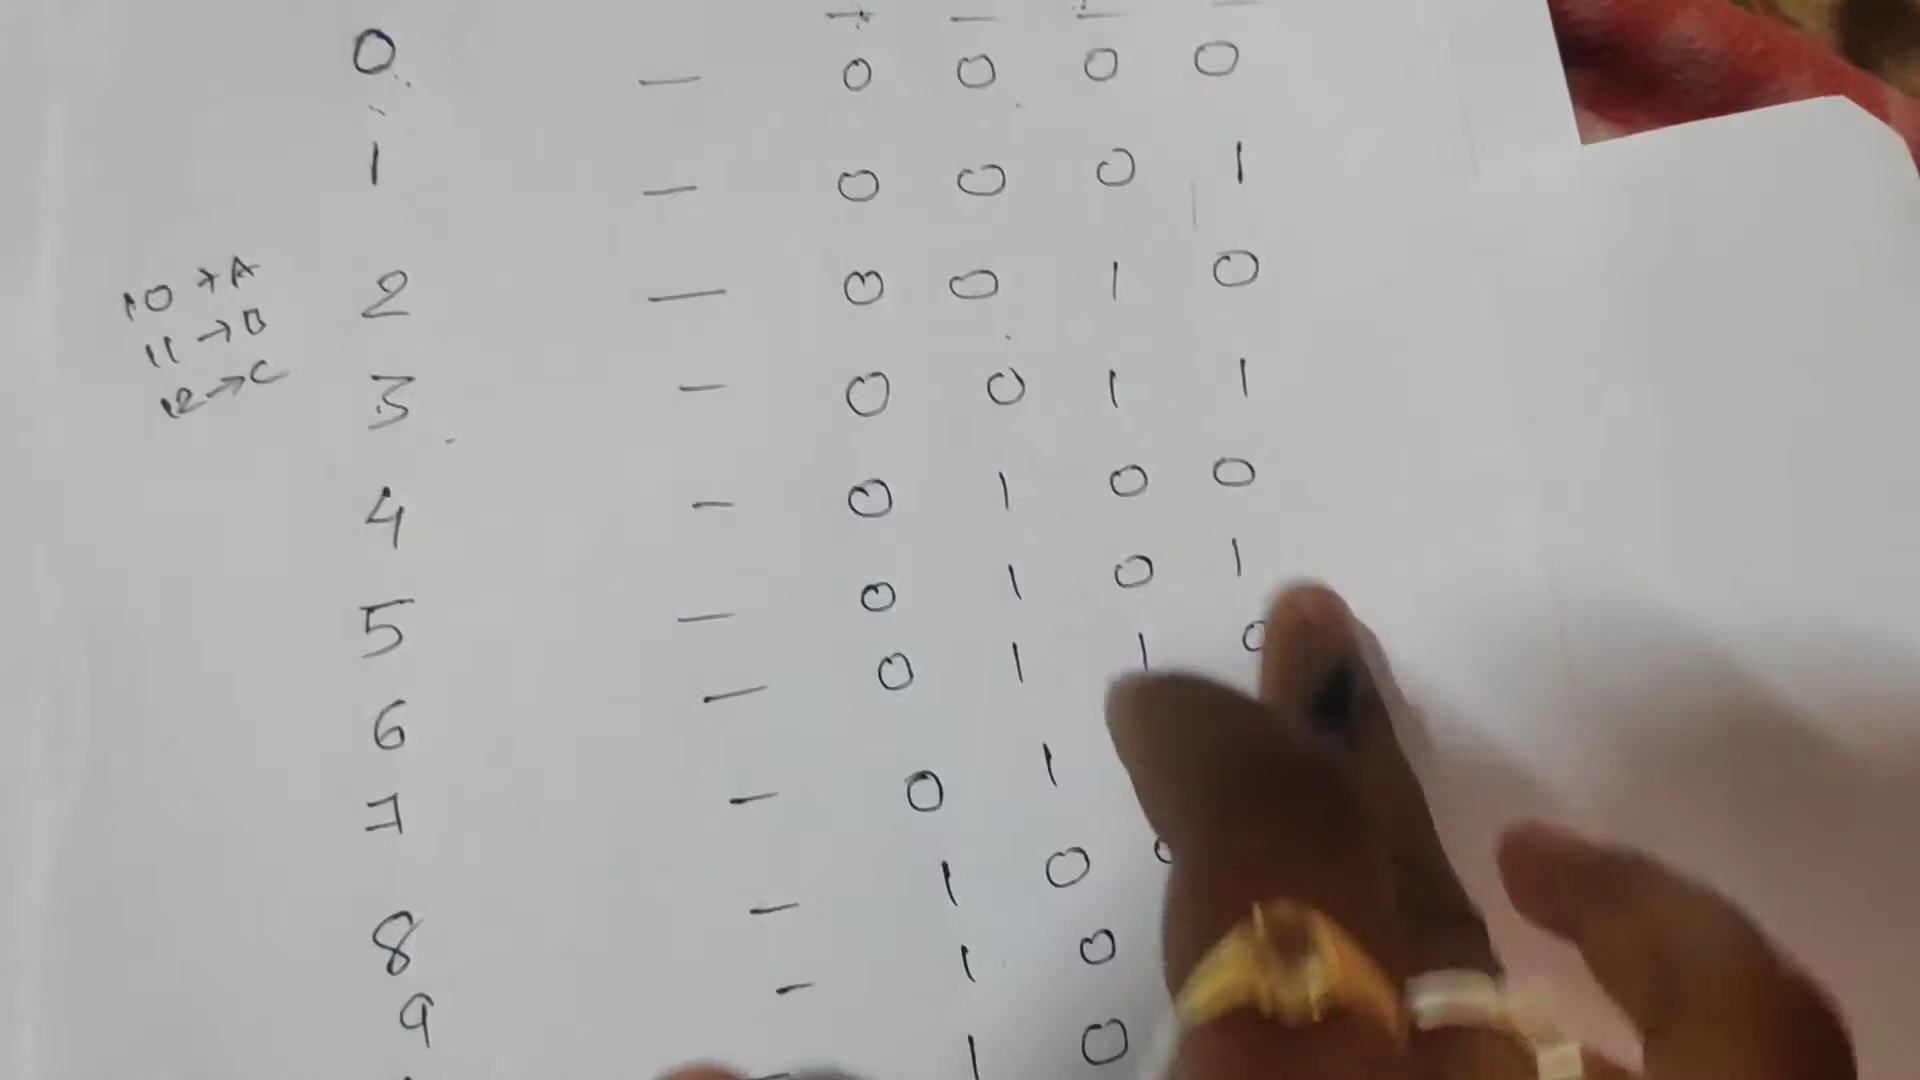 0 — 0 0 0 0
1 — 0 0 0 1
10 → A
11 → B
12 → C
2 — 0 0 1 0
3 — 0 0 1 1
4 — 0 1 0 0
5 — 0 1 0 1
6 — 0 1 1 0
7 — 0 1
8 — 1 0 0
9 — 1 0
1 0